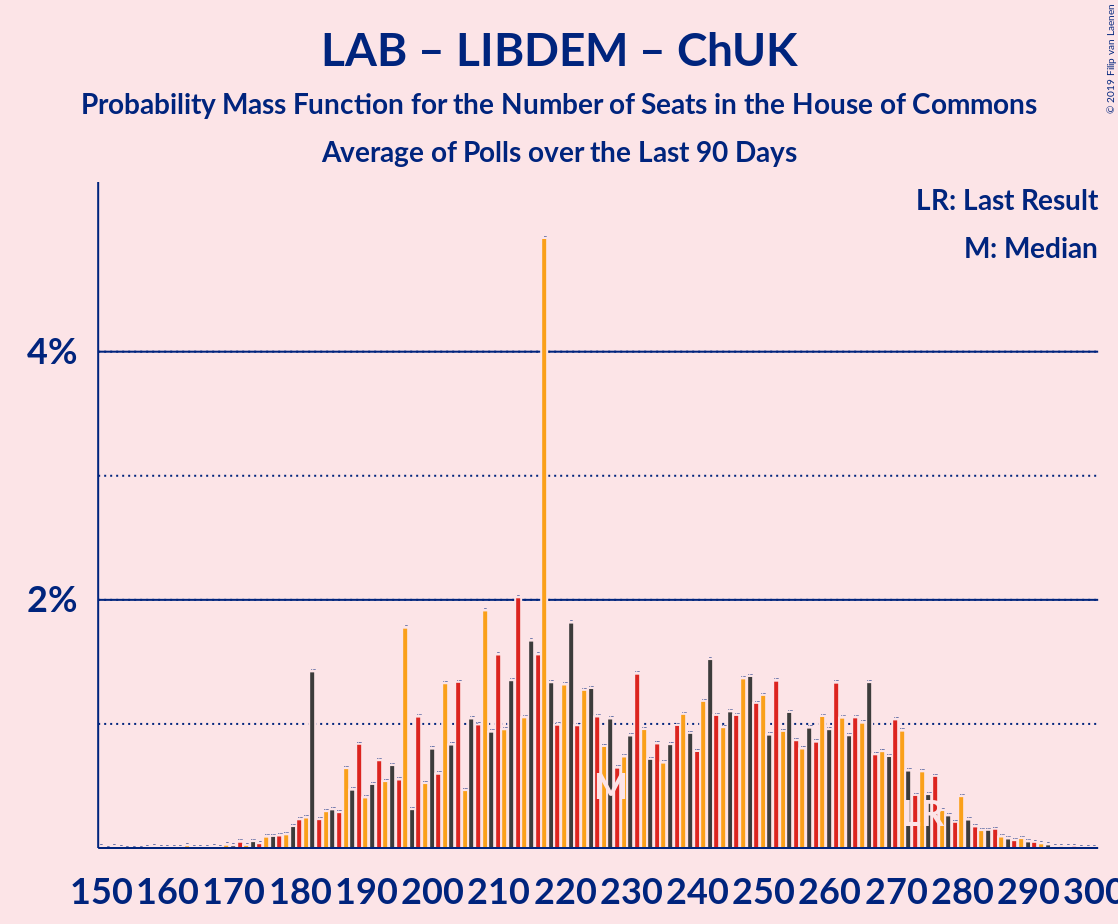 LAB – LIBDEM – ChUK
Probability Mass Function for the Number of Seats in the House of Commons
Average of Polls over the Last 90 Days
© 2019 Filip van Laenen
LR: Last Result
M: Median
4%
2%
M
LR
150 160 170 180 190 200 210 220 230 240 250 260 270 280 290 300